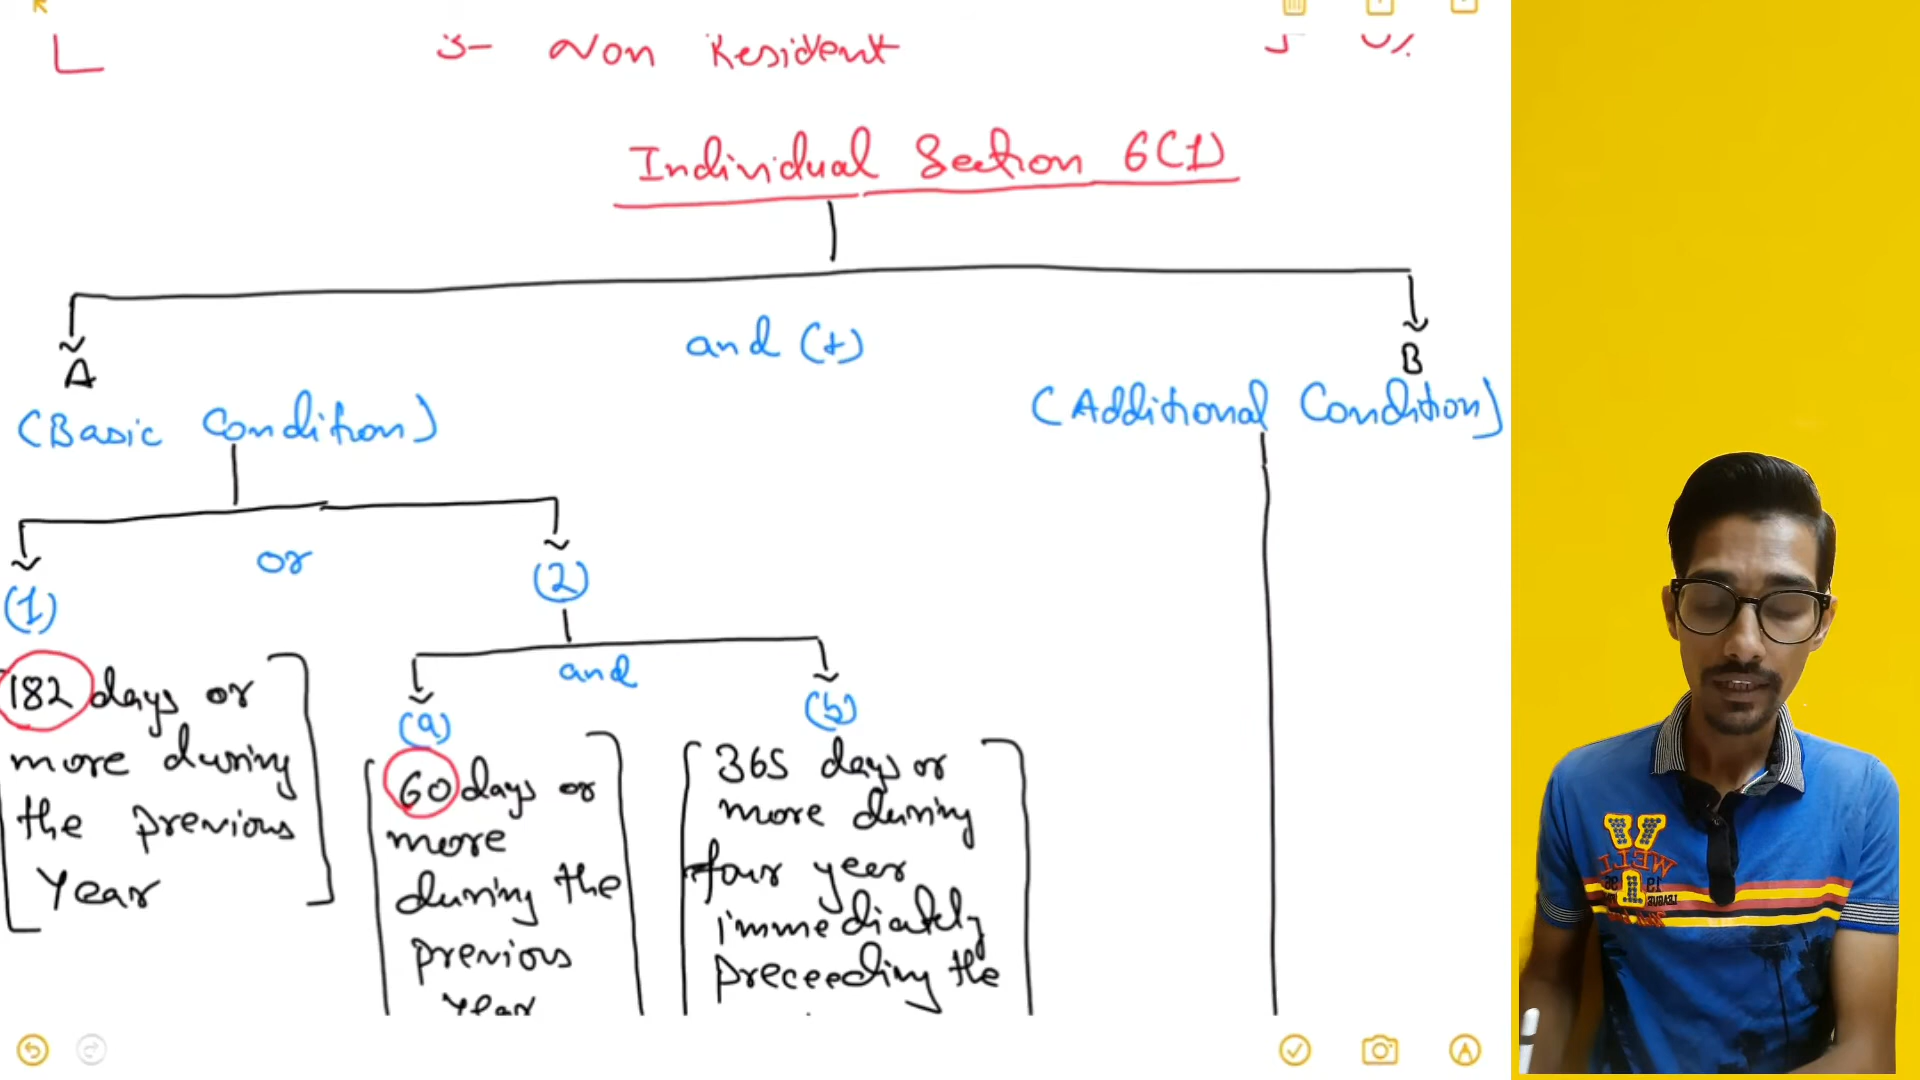 3- Non Resident
Individual Section 6(1)
and (+)
A
B
(Basic Condition)
(Additional Condition)
or
(1)
(2)
and
(a)
(b)
182 days or
more during
the previous
Year
60 days or
more
during the
previous
Year
365 days or
more during
four year
immediately
preceeding the